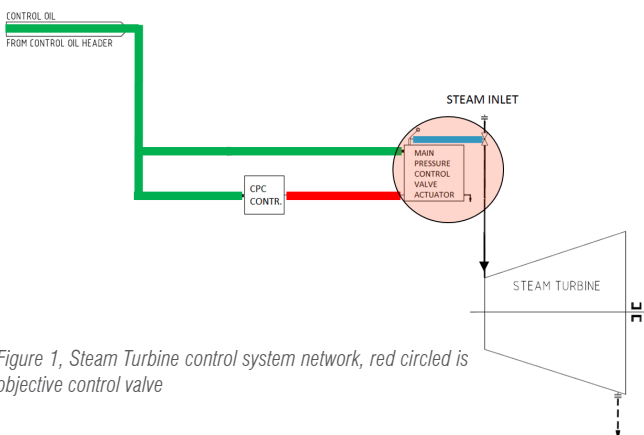 CONTROL OIL
FROM CONTROL OIL HEADER
STEAM INLET
MAIN
PRESSURE
CONTROL
VALVE
ACTUATOR
CPC
CONTR.
STEAM TURBINE
Figure 1, Steam Turbine control system network, red circled is
objective control valve